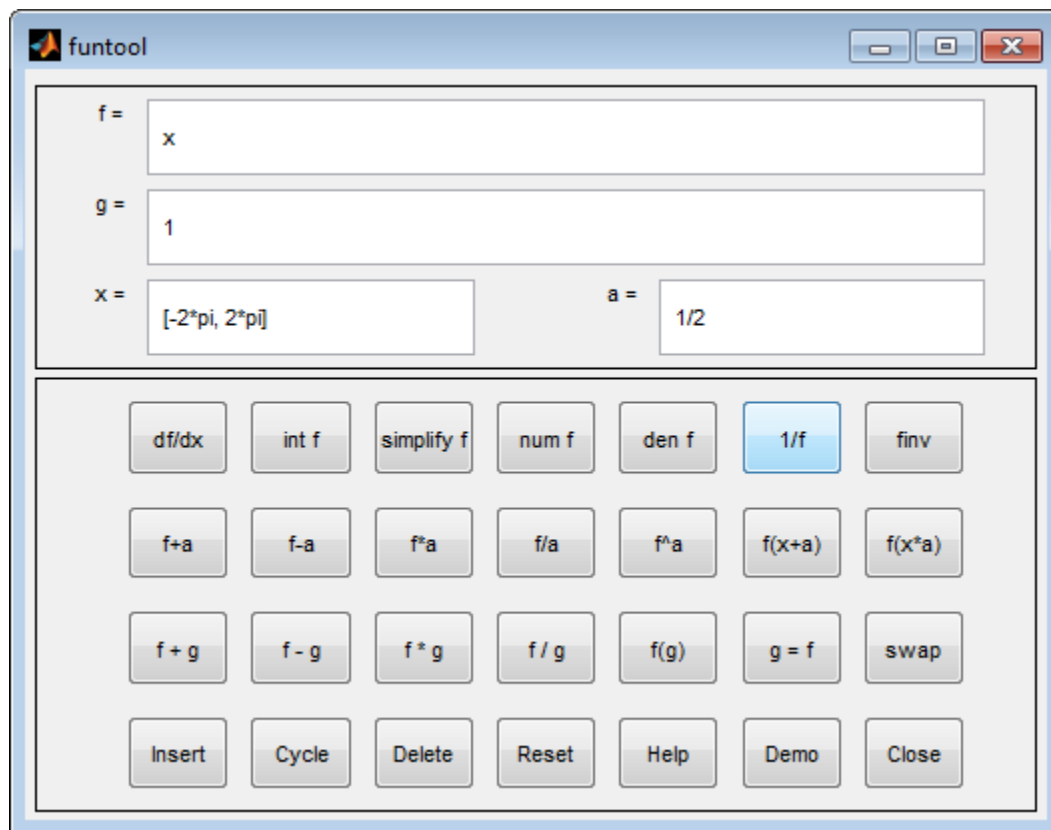 funtool
f =
x
g =
1
x =
[-2*pi, 2*pi]
a =
1/2
df/dx int f simplify f num f den f 1/f finv
f+a f-a f*a f/a f^a f(x+a) f(x*a)
f + g f - g f * g f / g f(g) g = f swap
Insert Cycle Delete Reset Help Demo Close